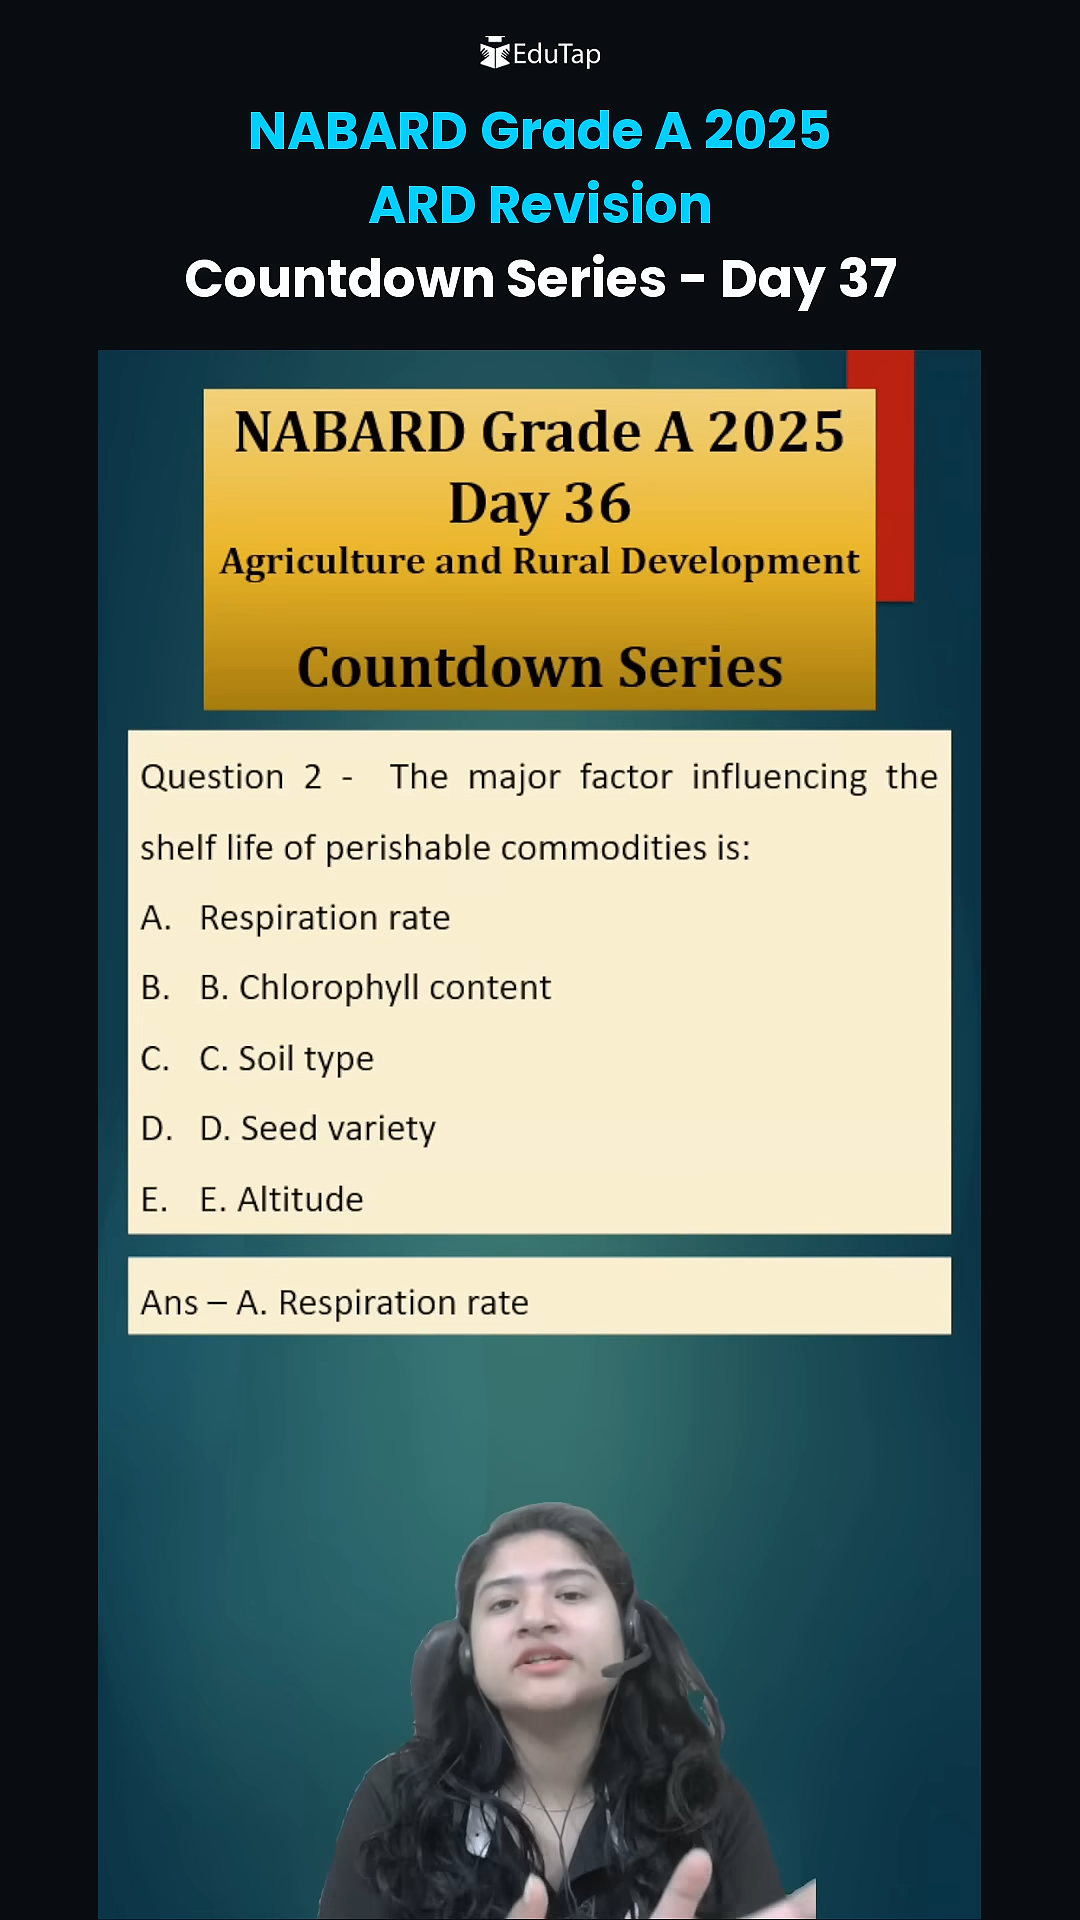 EduTap
NABARD Grade A 2025
ARD Revision
Countdown Series - Day 37
NABARD Grade A 2025
Day 36
Agriculture and Rural Development
Countdown Series
Question 2 - The major factor influencing the
shelf life of perishable commodities is:
A. Respiration rate
B. B. Chlorophyll content
C. C. Soil type
D. D. Seed variety
E. E. Altitude
Ans – A. Respiration rate